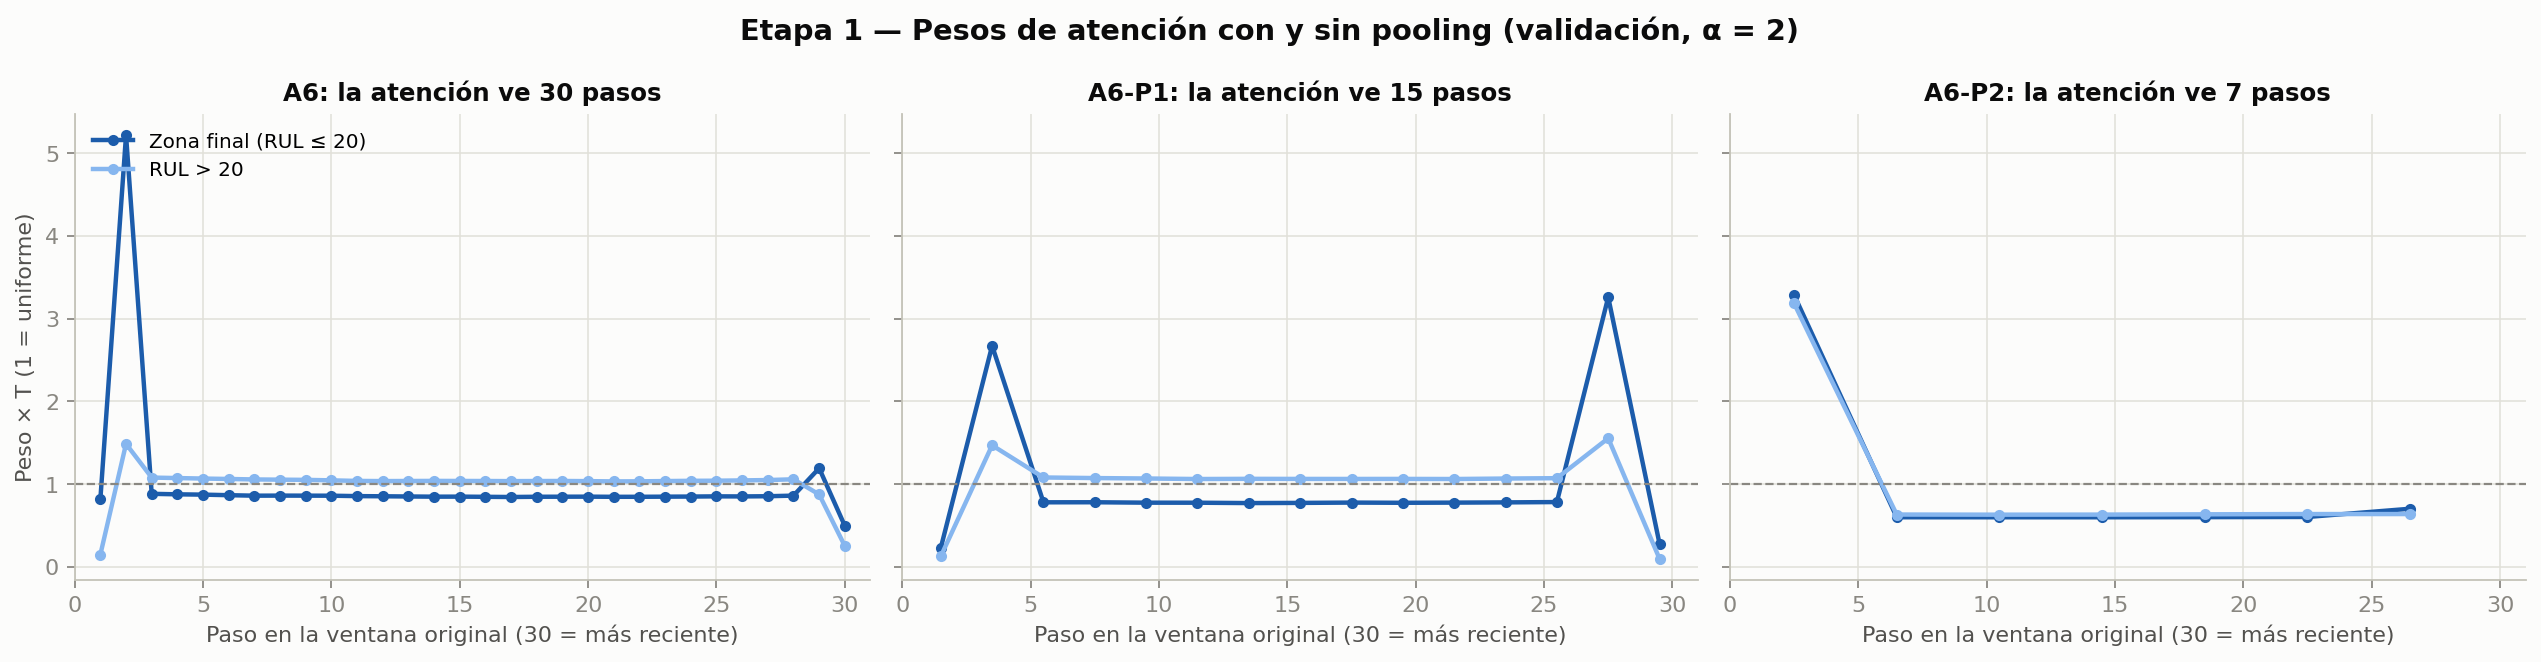 Etapa 1 — Pesos de atención con y sin pooling (validación, α = 2)
A6: la atención ve 30 pasos
A6-P1: la atención ve 15 pasos
A6-P2: la atención ve 7 pasos
Zona final (RUL ≤ 20)
RUL > 20
Peso × T (1 = uniforme)
5
4
3
2
1
0
0 5 10 15 20 25 30
0 5 10 15 20 25 30
0 5 10 15 20 25 30
Paso en la ventana original (30 = más reciente)
Paso en la ventana original (30 = más reciente)
Paso en la ventana original (30 = más reciente)